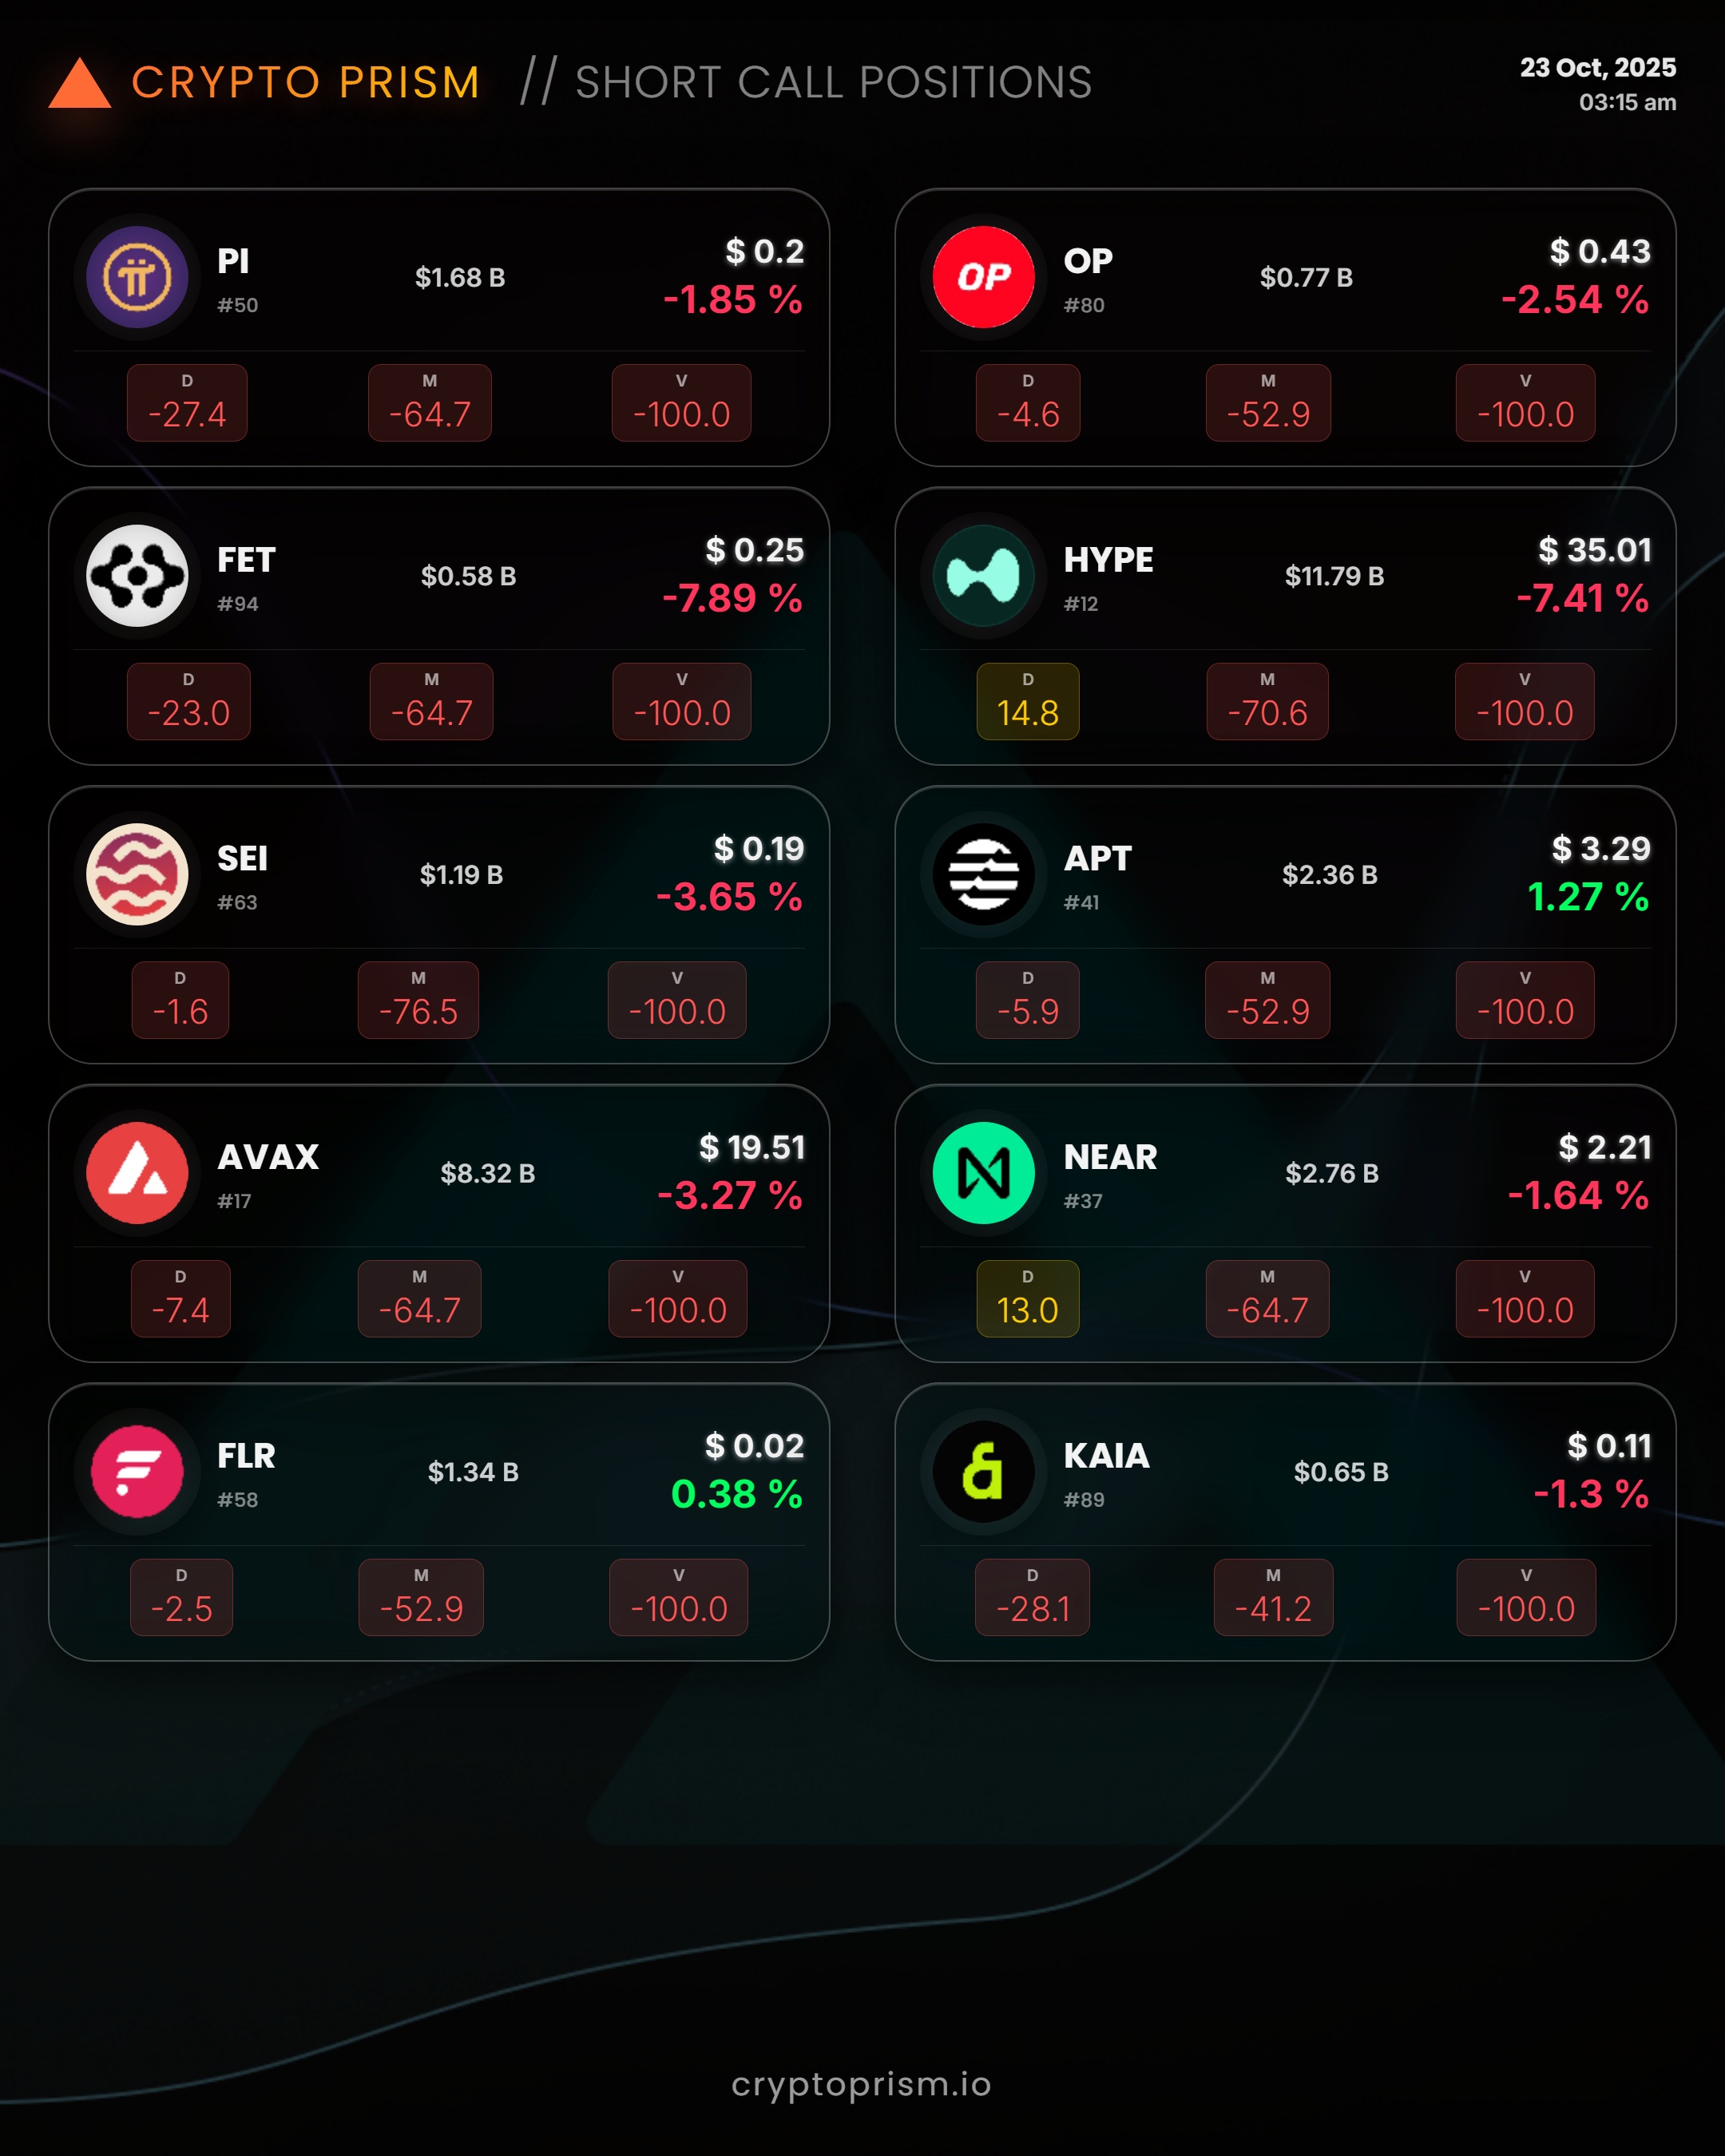 CRYPTO PRISM // SHORT CALL POSITIONS
23 Oct, 2025
03:15 am
PI
#50
$1.68 B
$ 0.2
-1.85 %
D
-27.4
M
-64.7
V
-100.0
OP
OP
#80
$0.77 B
$ 0.43
-2.54 %
D
-4.6
M
-52.9
V
-100.0
FET
#94
$0.58 B
$ 0.25
-7.89 %
D
-23.0
M
-64.7
V
-100.0
HYPE
#12
$11.79 B
$ 35.01
-7.41 %
D
14.8
M
-70.6
V
-100.0
SEI
#63
$1.19 B
$ 0.19
-3.65 %
D
-1.6
M
-76.5
V
-100.0
APT
#41
$2.36 B
$ 3.29
1.27 %
D
-5.9
M
-52.9
V
-100.0
AVAX
#17
$8.32 B
$ 19.51
-3.27 %
D
-7.4
M
-64.7
V
-100.0
NEAR
#37
$2.76 B
$ 2.21
-1.64 %
D
13.0
M
-64.7
V
-100.0
FLR
#58
$1.34 B
$ 0.02
0.38 %
D
-2.5
M
-52.9
V
-100.0
KAIA
#89
$0.65 B
$ 0.11
-1.3 %
D
-28.1
M
-41.2
V
-100.0
cryptoprism.io